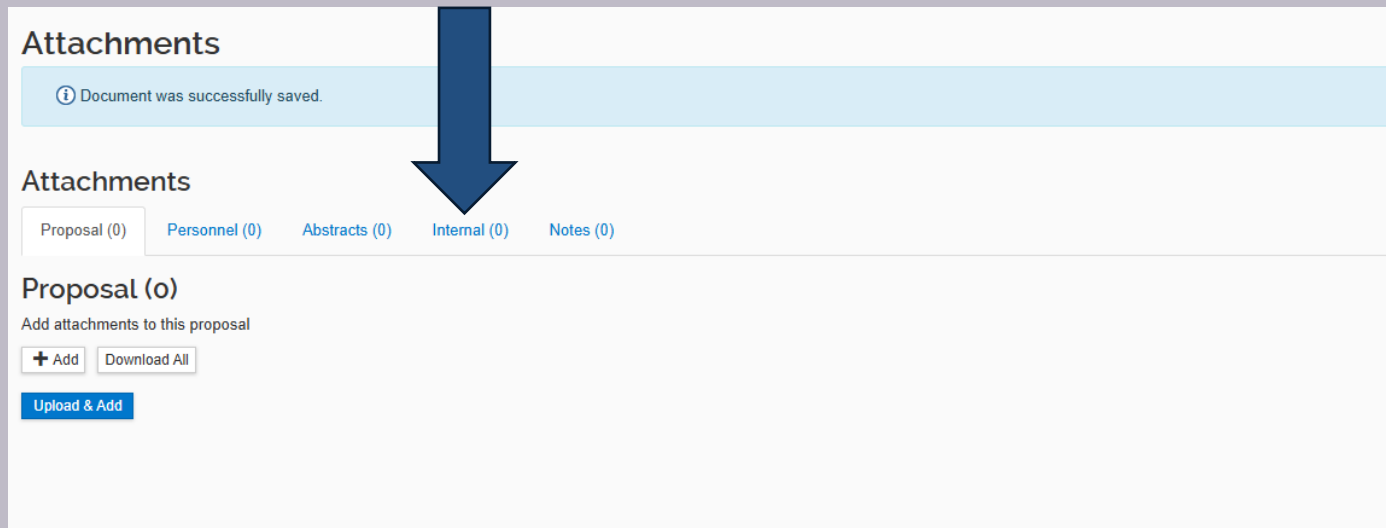 Attachments
Document was successfully saved.
Attachments
Proposal (0) Personnel (0) Abstracts (0) Internal (0) Notes (0)
Proposal (0)
Add attachments to this proposal
Add Download All
Upload & Add